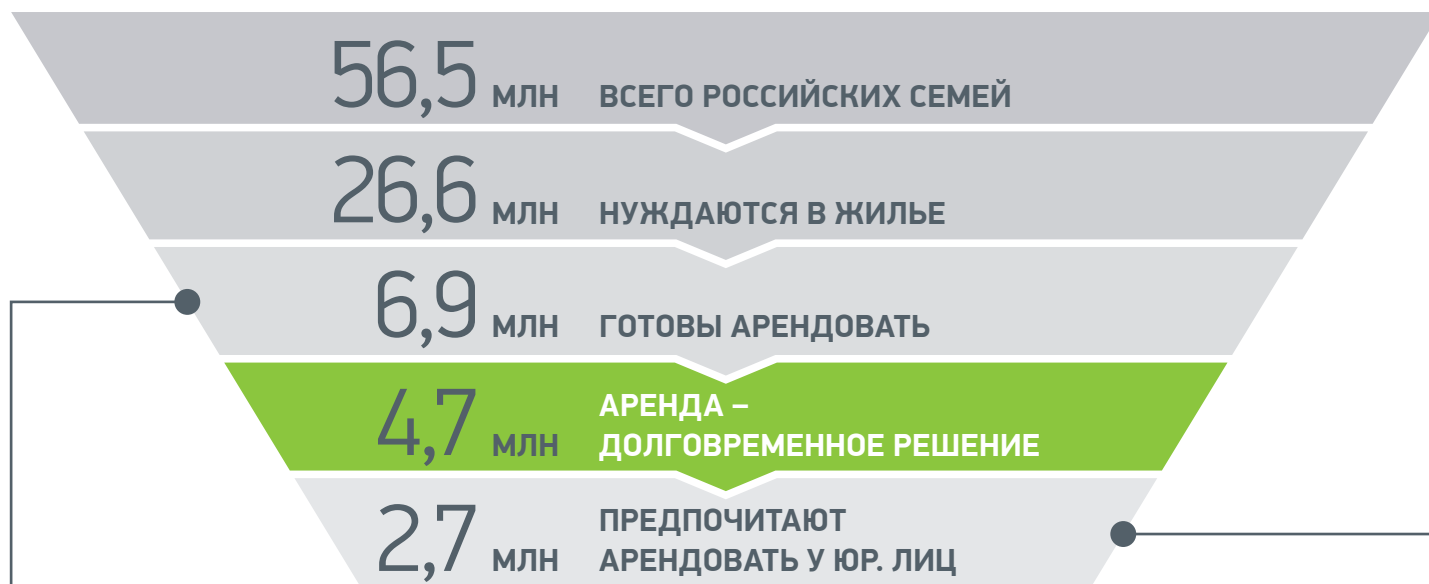 56,5 МЛН ВСЕГО РОССИЙСКИХ СЕМЕЙ
26,6 МЛН НУЖДАЮТСЯ В ЖИЛЬЕ
6,9 МЛН ГОТОВЫ АРЕНДОВАТЬ
4,7 МЛН АРЕНДА –
ДОЛГОВРЕМЕННОЕ РЕШЕНИЕ
2,7 МЛН ПРЕДПОЧИТАЮТ
АРЕНДОВАТЬ У ЮР. ЛИЦ